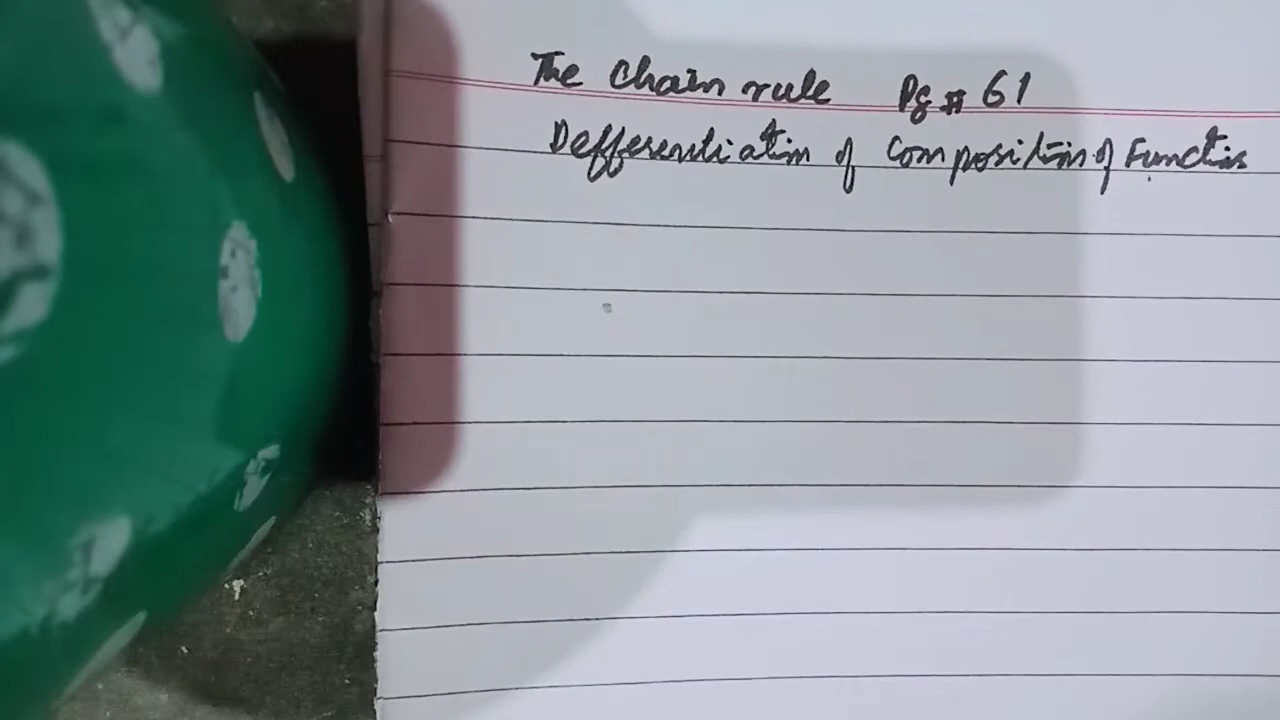 The Chain rule Pg # 61
Defferentiation of Composition of Functions